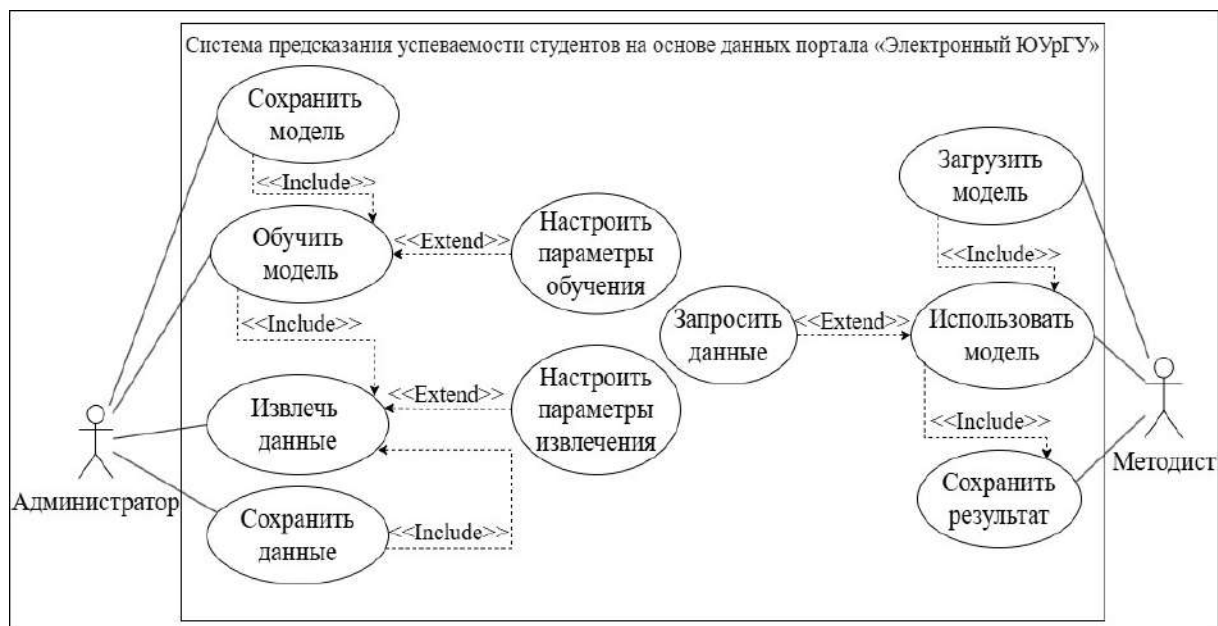 Система предсказания успеваемости студентов на основе данных портала «Электронный ЮУрГУ»
Сохранить
модель
<<Include>>
Обучить
модель
<<Include>>
<<Extend>>
Настроить
параметры
обучения
Извлечь
данные
<<Extend>>
Настроить
параметры
извлечения
Сохранить
данные
<<Include>>
Администратор
Запросить
данные
<<Extend>>
Загрузить
модель
<<Include>>
Использовать
модель
<<Include>>
Сохранить
результат
Методист